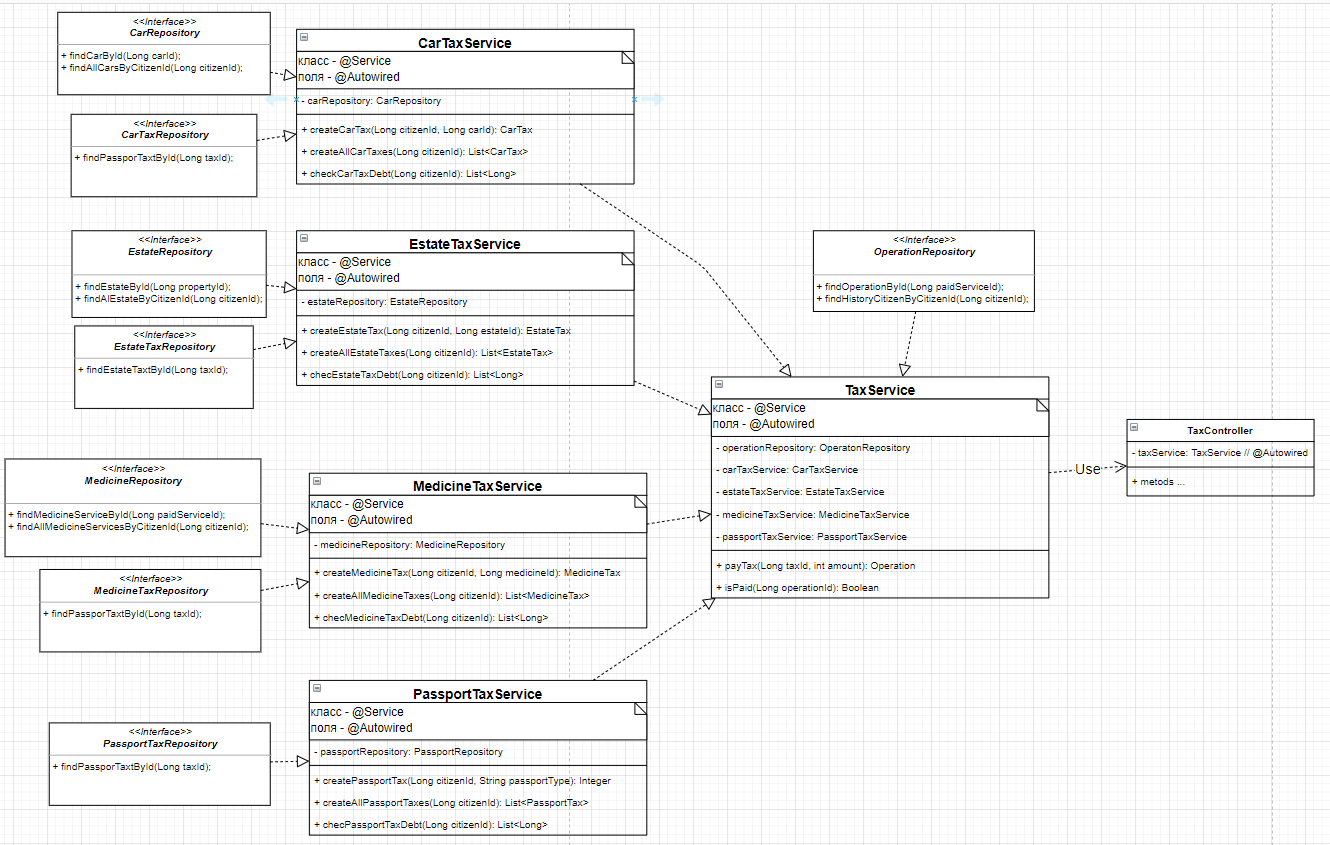 <<Interface>>
CarRepository
+ findCarById(Long carId);
+ findAllCarsByCitizenId(Long citizenId);
<<Interface>>
CarTaxRepository
+ findPassporTaxtById(Long taxId);
CarTaxService
класс - @Service
поля - @Autowired
- carRepository: CarRepository
+ createCarTax(Long citizenId, Long carId): CarTax
+ createAllCarTaxes(Long citizenId): List<CarTax>
+ checkCarTaxDebt(Long citizenId): List<Long>
<<Interface>>
EstateRepository
+ findEstateById(Long propertyId);
+ findAlEstateByCitizenId(Long citizenId);
<<Interface>>
EstateTaxRepository
+ findEstateTaxtById(Long taxId);
EstateTaxService
класс - @Service
поля - @Autowired
- estateRepository: EstateRepository
+ createEstateTax(Long citizenId, Long estateId): EstateTax
+ createAllEstateTaxes(Long citizenId): List<EstateTax>
+ checEstateTaxDebt(Long citizenId): List<Long>
<<Interface>>
OperationRepository
+ findOperationById(Long paidServiceId);
+ findHistoryCitizenByCitizenId(Long citizenId);
TaxService
класс - @Service
поля - @Autowired
- operationRepository: OperatonRepository
- carTaxService: CarTaxService
- estateTaxService: EstateTaxService
- medicineTaxService: MedicineTaxService
- passportTaxService: PassportTaxService
+ payTax(Long taxId, int amount): Operation
+ isPaid(Long operationId): Boolean
Use
TaxController
- taxService: TaxService // @Autowired
+ metods ...
<<Interface>>
MedicineRepository
+ findMedicineServiceById(Long paidServiceId);
+ findAllMedicineServicesByCitizenId(Long citizenId);
<<Interface>>
MedicineTaxRepository
+ findPassporTaxtById(Long taxId);
MedicineTaxService
класс - @Service
поля - @Autowired
- medicineRepository: MedicineRepository
+ createMedicineTax(Long citizenId, Long medicineId): MedicineTax
+ createAllMedicineTaxes(Long citizenId): List<MedicineTax>
+ checMedicineTaxDebt(Long citizenId): List<Long>
<<Interface>>
PassportTaxRepository
+ findPassporTaxtById(Long taxId);
PassportTaxService
класс - @Service
поля - @Autowired
- passportRepository: PassportRepository
+ createPassportTax(Long citizenId, String passportType): Integer
+ createAllPassportTaxes(Long citizenId): List<PassportTax>
+ checPassportTaxDebt(Long citizenId): List<Long>